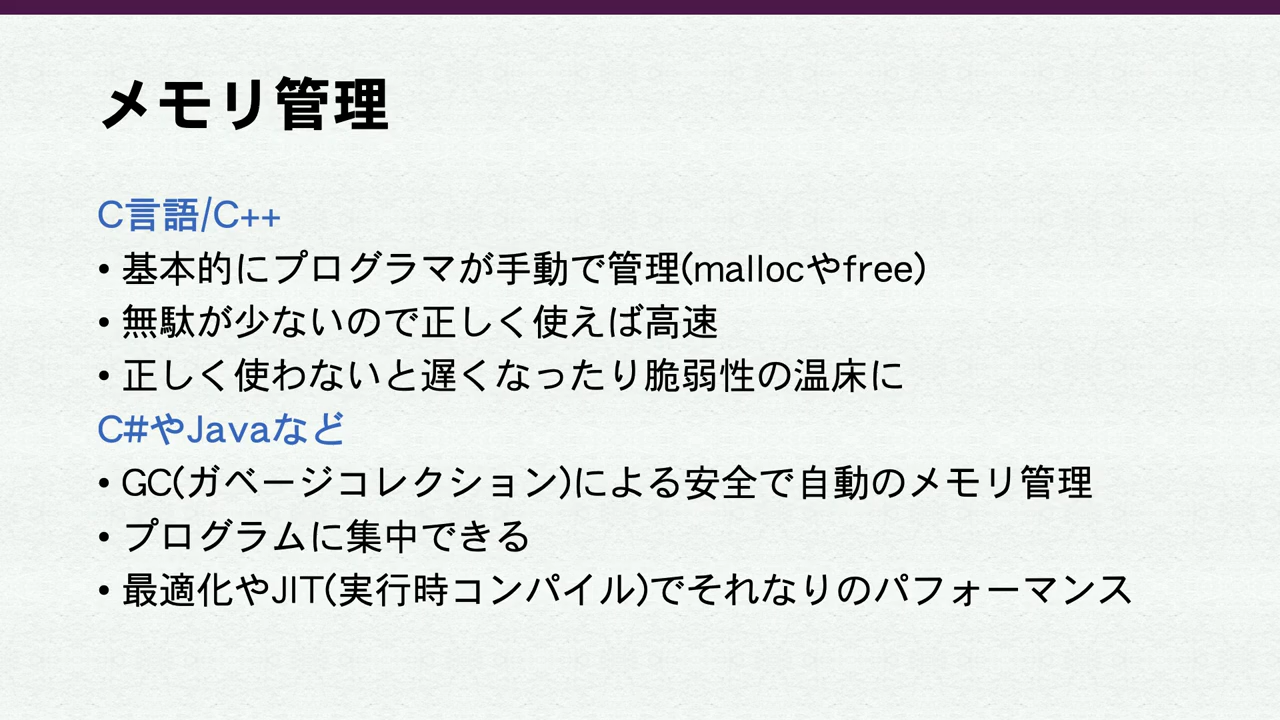 メモリ管理
C言語/C++
• 基本的にプログラマが手動で管理(mallocやfree)
• 無駄が少ないので正しく使えば高速
• 正しく使わないと遅くなったり脆弱性の温床に
C#やJavaなど
• GC(ガベージコレクション)による安全で自動のメモリ管理
• プログラムに集中できる
• 最適化やJIT(実行時コンパイル)でそれなりのパフォーマンス